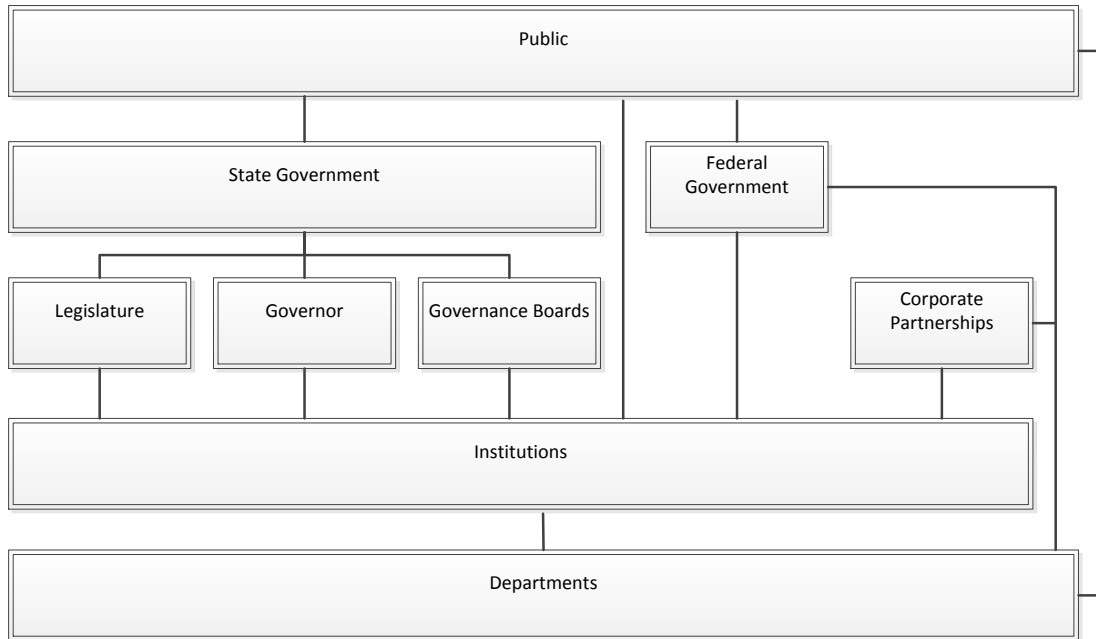 Public
State Government
Federal
Government
Legislature
Governor
Governance Boards
Corporate
Partnerships
Institutions
Departments